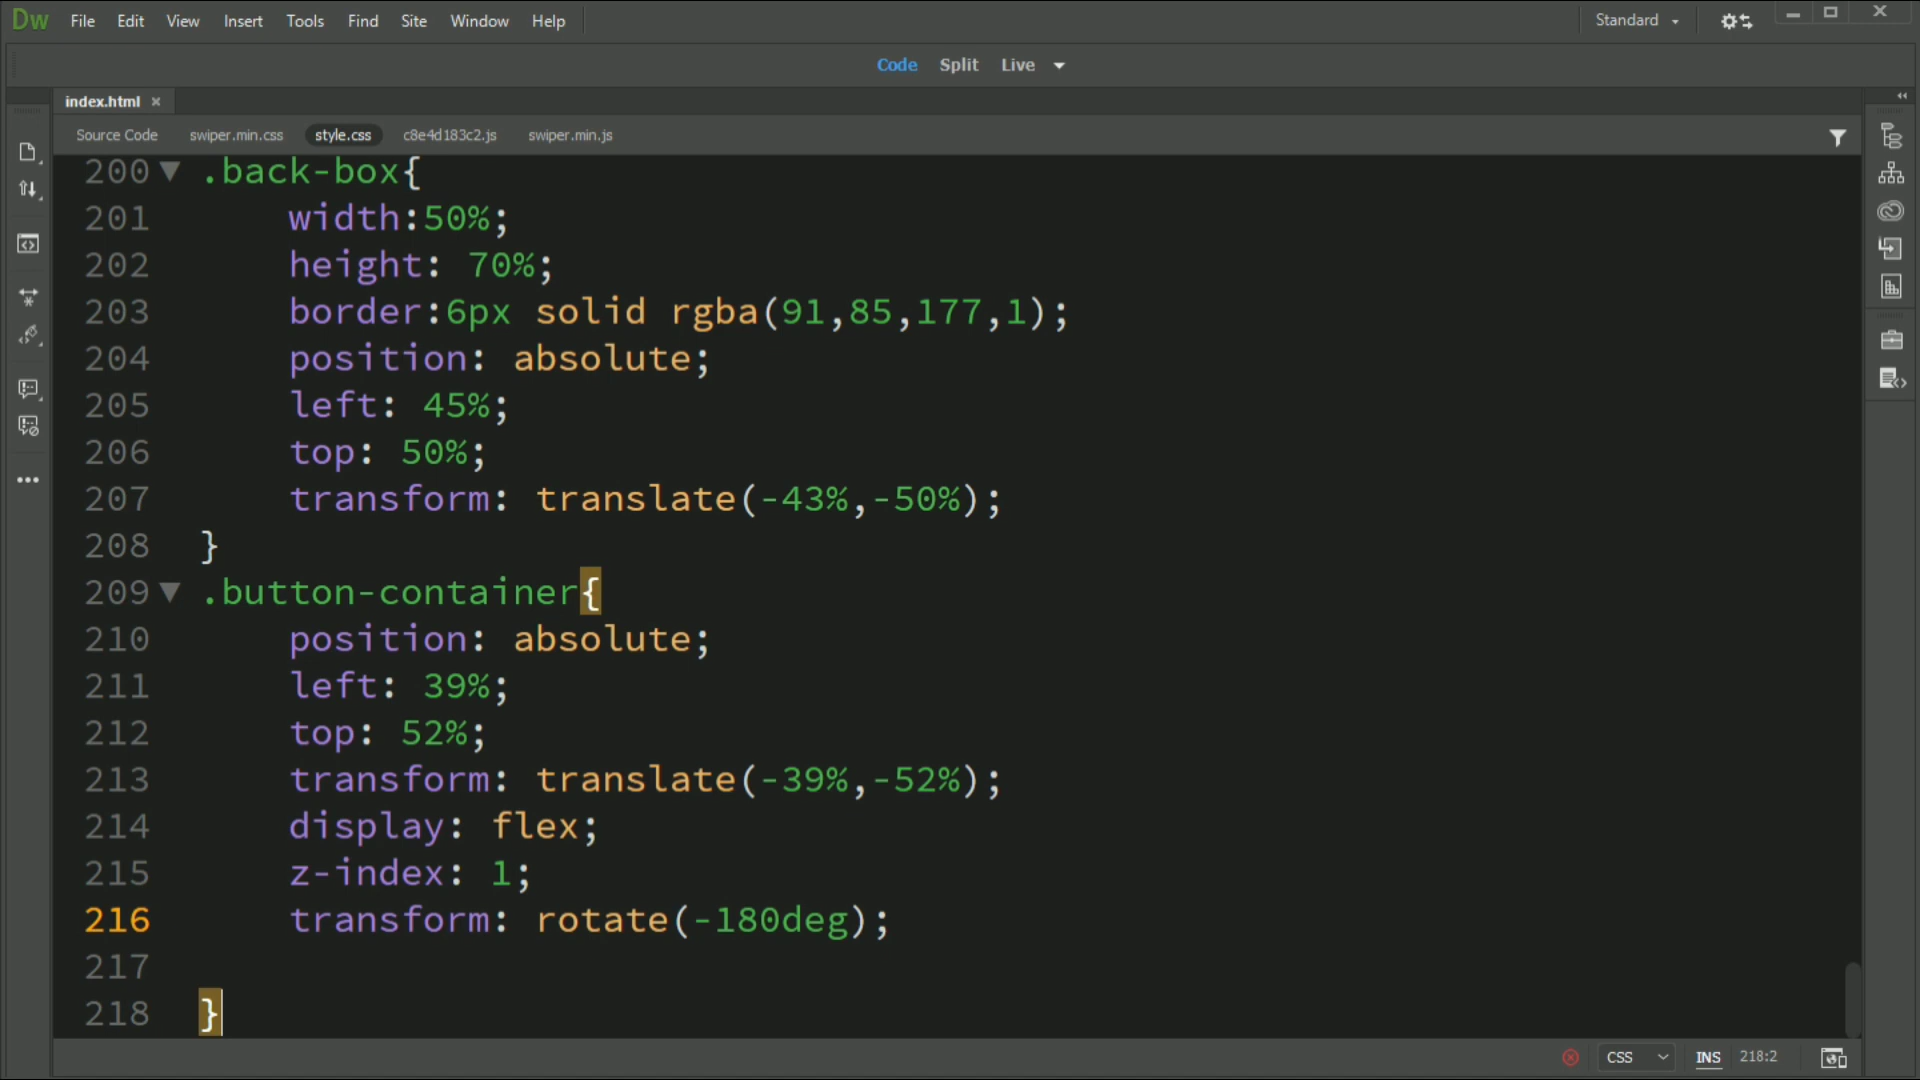 Dw File Edit View Insert Tools Find Site Window Help Standard
Code Split Live
index.html ×
Source Code swiper.min.css style.css c8e4d183c2.js swiper.min.js
200 .back-box{
201 width:50%;
202 height: 70%;
203 border:6px solid rgba(91,85,177,1);
204 position: absolute;
205 left: 45%;
206 top: 50%;
207 transform: translate(-43%,-50%);
208 }
209 .button-container{
210 position: absolute;
211 left: 39%;
212 top: 52%;
213 transform: translate(-39%,-52%);
214 display: flex;
215 z-index: 1;
216 transform: rotate(-180deg);
217
218 }
CSS INS 218:2